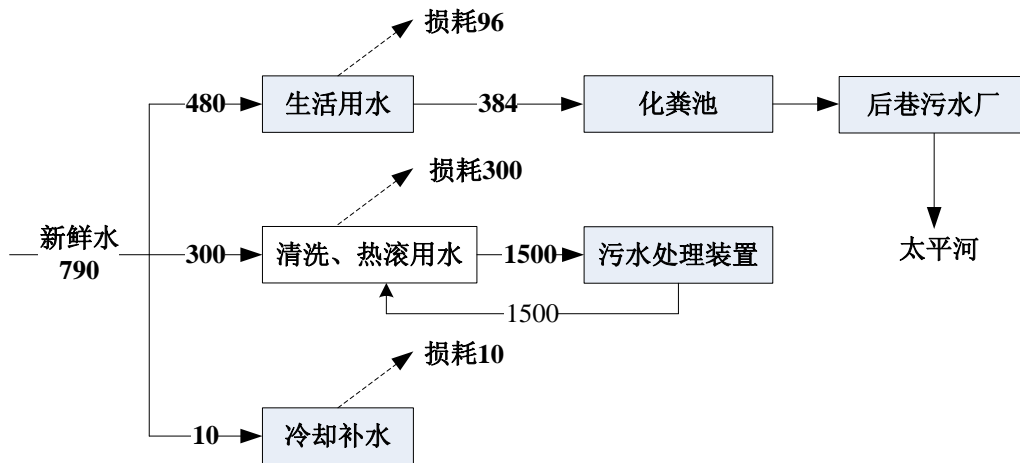 损耗96
480
生活用水
384
化粪池
后巷污水厂
损耗300
新鲜水
790
300
清洗、热滚用水
1500
污水处理装置
太平河
1500
损耗10
10
冷却补水